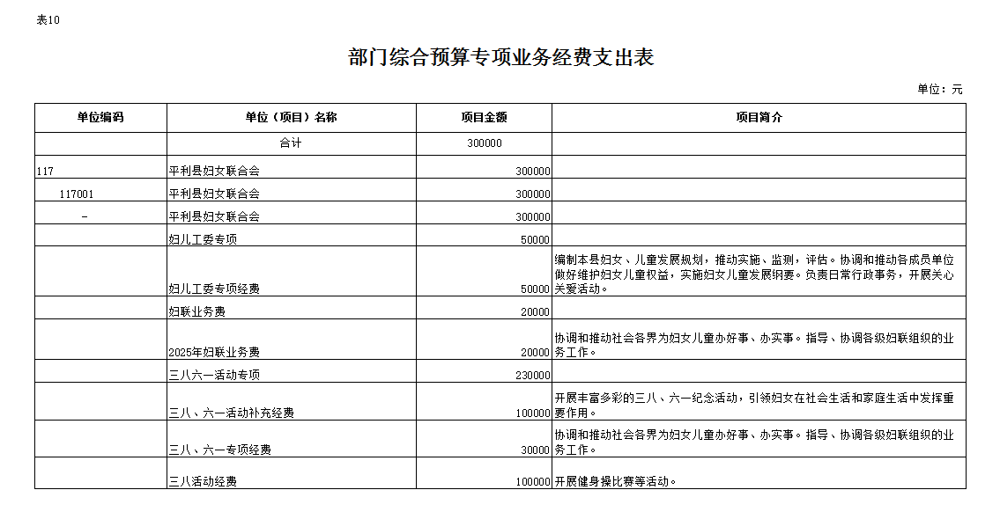 表10
部门综合预算专项业务经费支出表
单位：元
单位编码 单位（项目）名称 项目金额 项目简介
合计 300000
117 平利县妇女联合会 300000
117001 平利县妇女联合会 300000
- 平利县妇女联合会 300000
妇儿工委专项 50000
编制本县妇女、儿童发展规划，推动实施、监测，评估。协调和推动各成员单位
做好维护妇女儿童权益，实施妇女儿童发展纲要。负责日常行政事务，开展关心
妇儿工委专项经费 50000 关爱活动。
妇联业务费 20000
协调和推动社会各界为妇女儿童办好事、办实事。指导、协调各级妇联组织的业
2025年妇联业务费 20000 务工作。
三八六一活动专项 230000
开展丰富多彩的三八、六一纪念活动，引领妇女在社会生活和家庭生活中发挥重
三八、六一活动补充经费 100000 要作用。
协调和推动社会各界为妇女儿童办好事、办实事。指导、协调各级妇联组织的业
三八、六一专项经费 30000 务工作。
三八活动经费 100000 开展健身操比赛等活动。